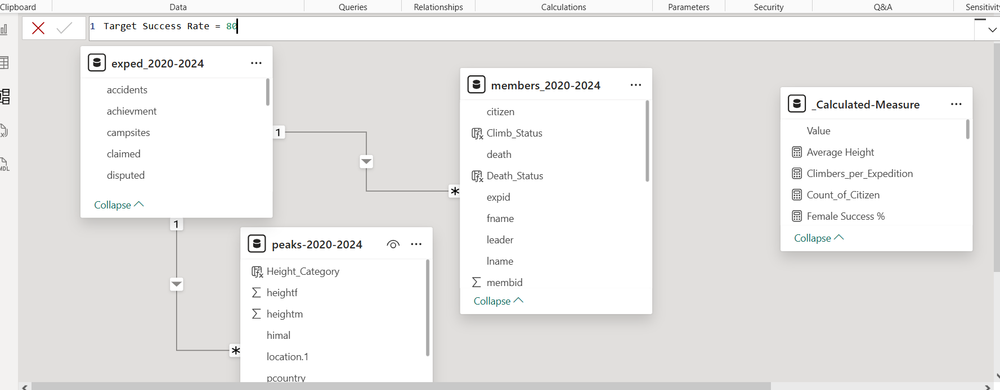 Clipboard Data Queries Relationships Calculations Parameters Security Q&A Sensitivity
1 Target Success Rate = 80
exped_2020-2024
accidents
achievment
campsites
claimed
disputed
Collapse
1
1
*
*
peaks-2020-2024
Height_Category
heightf
heightm
himal
location.1
pcountry
members_2020-2024
citizen
Climb_Status
death
Death_Status
expid
fname
leader
lname
membid
Collapse
_Calculated-Measure
Value
Average Height
Climbers_per_Expedition
Count_of_Citizen
Female Success %
Collapse